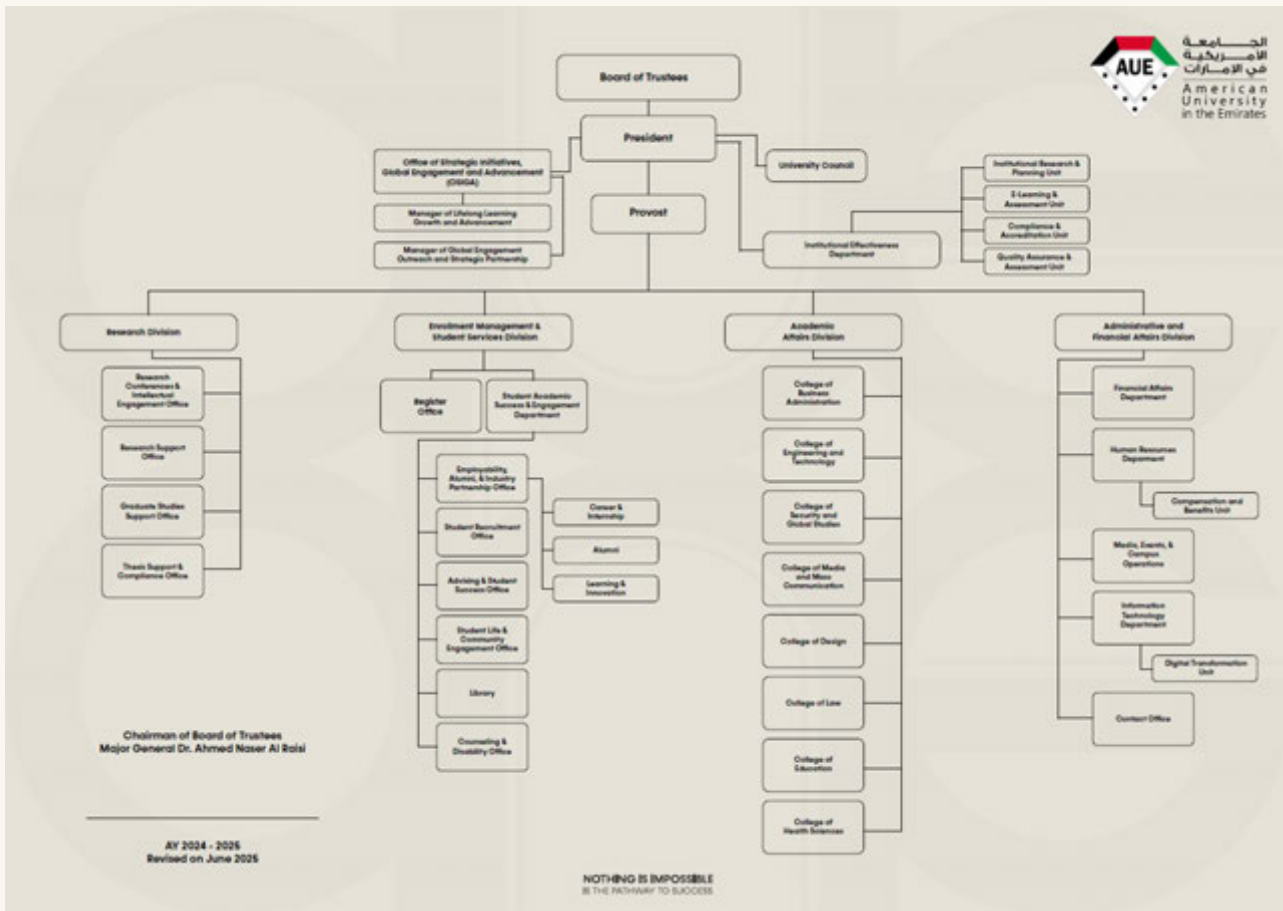 الجـــامعـة
الأمـريكيـة
في الإمـارات
AUE
American
University
in the Emirates
Board of Trustees
President
Office of Strategic Initiatives,
Global Engagement and Advancement
(OSIGA)
University Council
Manager of Lifelong Learning
Growth and Advancement
Provost
Manager of Global Engagement
Outreach and Strategic Partnership
Institutional Effectiveness
Department
Institutional Research &
Planning Unit
E-Learning &
Assessment Unit
Compliance &
Accreditation Unit
Quality Assurance &
Assessment Unit
Research Division
Research
Conferences &
Intellectual
Engagement Office
Research Support
Office
Graduate Studies
Support Office
Thesis Support &
Compliance Office
Enrollment Management &
Student Services Division
Register
Office
Student Academic
Success & Engagement
Department
Employability,
Alumni, & Industry
Partnership Office
Career &
Internship
Alumni
Learning &
Innovation
Student Recruitment
Office
Advising & Student
Success Office
Student Life &
Community
Engagement Office
Library
Counseling &
Disability Office
Academic
Affairs Division
College of
Business
Administration
College of
Engineering and
Technology
College of
Security and
Global Studies
College of Media
and Mass
Communication
College of Design
College of Law
College of
Education
College of
Health Sciences
Administrative and
Financial Affairs Division
Financial Affairs
Department
Human Resources
Deparment
Compensation and
Benefits Unit
Media, Events, &
Campus
Operations
Information
Technology
Department
Digital Transformation
Unit
Contact Office
Chairman of Board of Trustees
Major General Dr. Ahmed Naser Al Raisi
AY 2024 - 2025
Revised on June 2025
NOTHING IS IMPOSSIBLE
IS THE PATHWAY TO SUCCESS